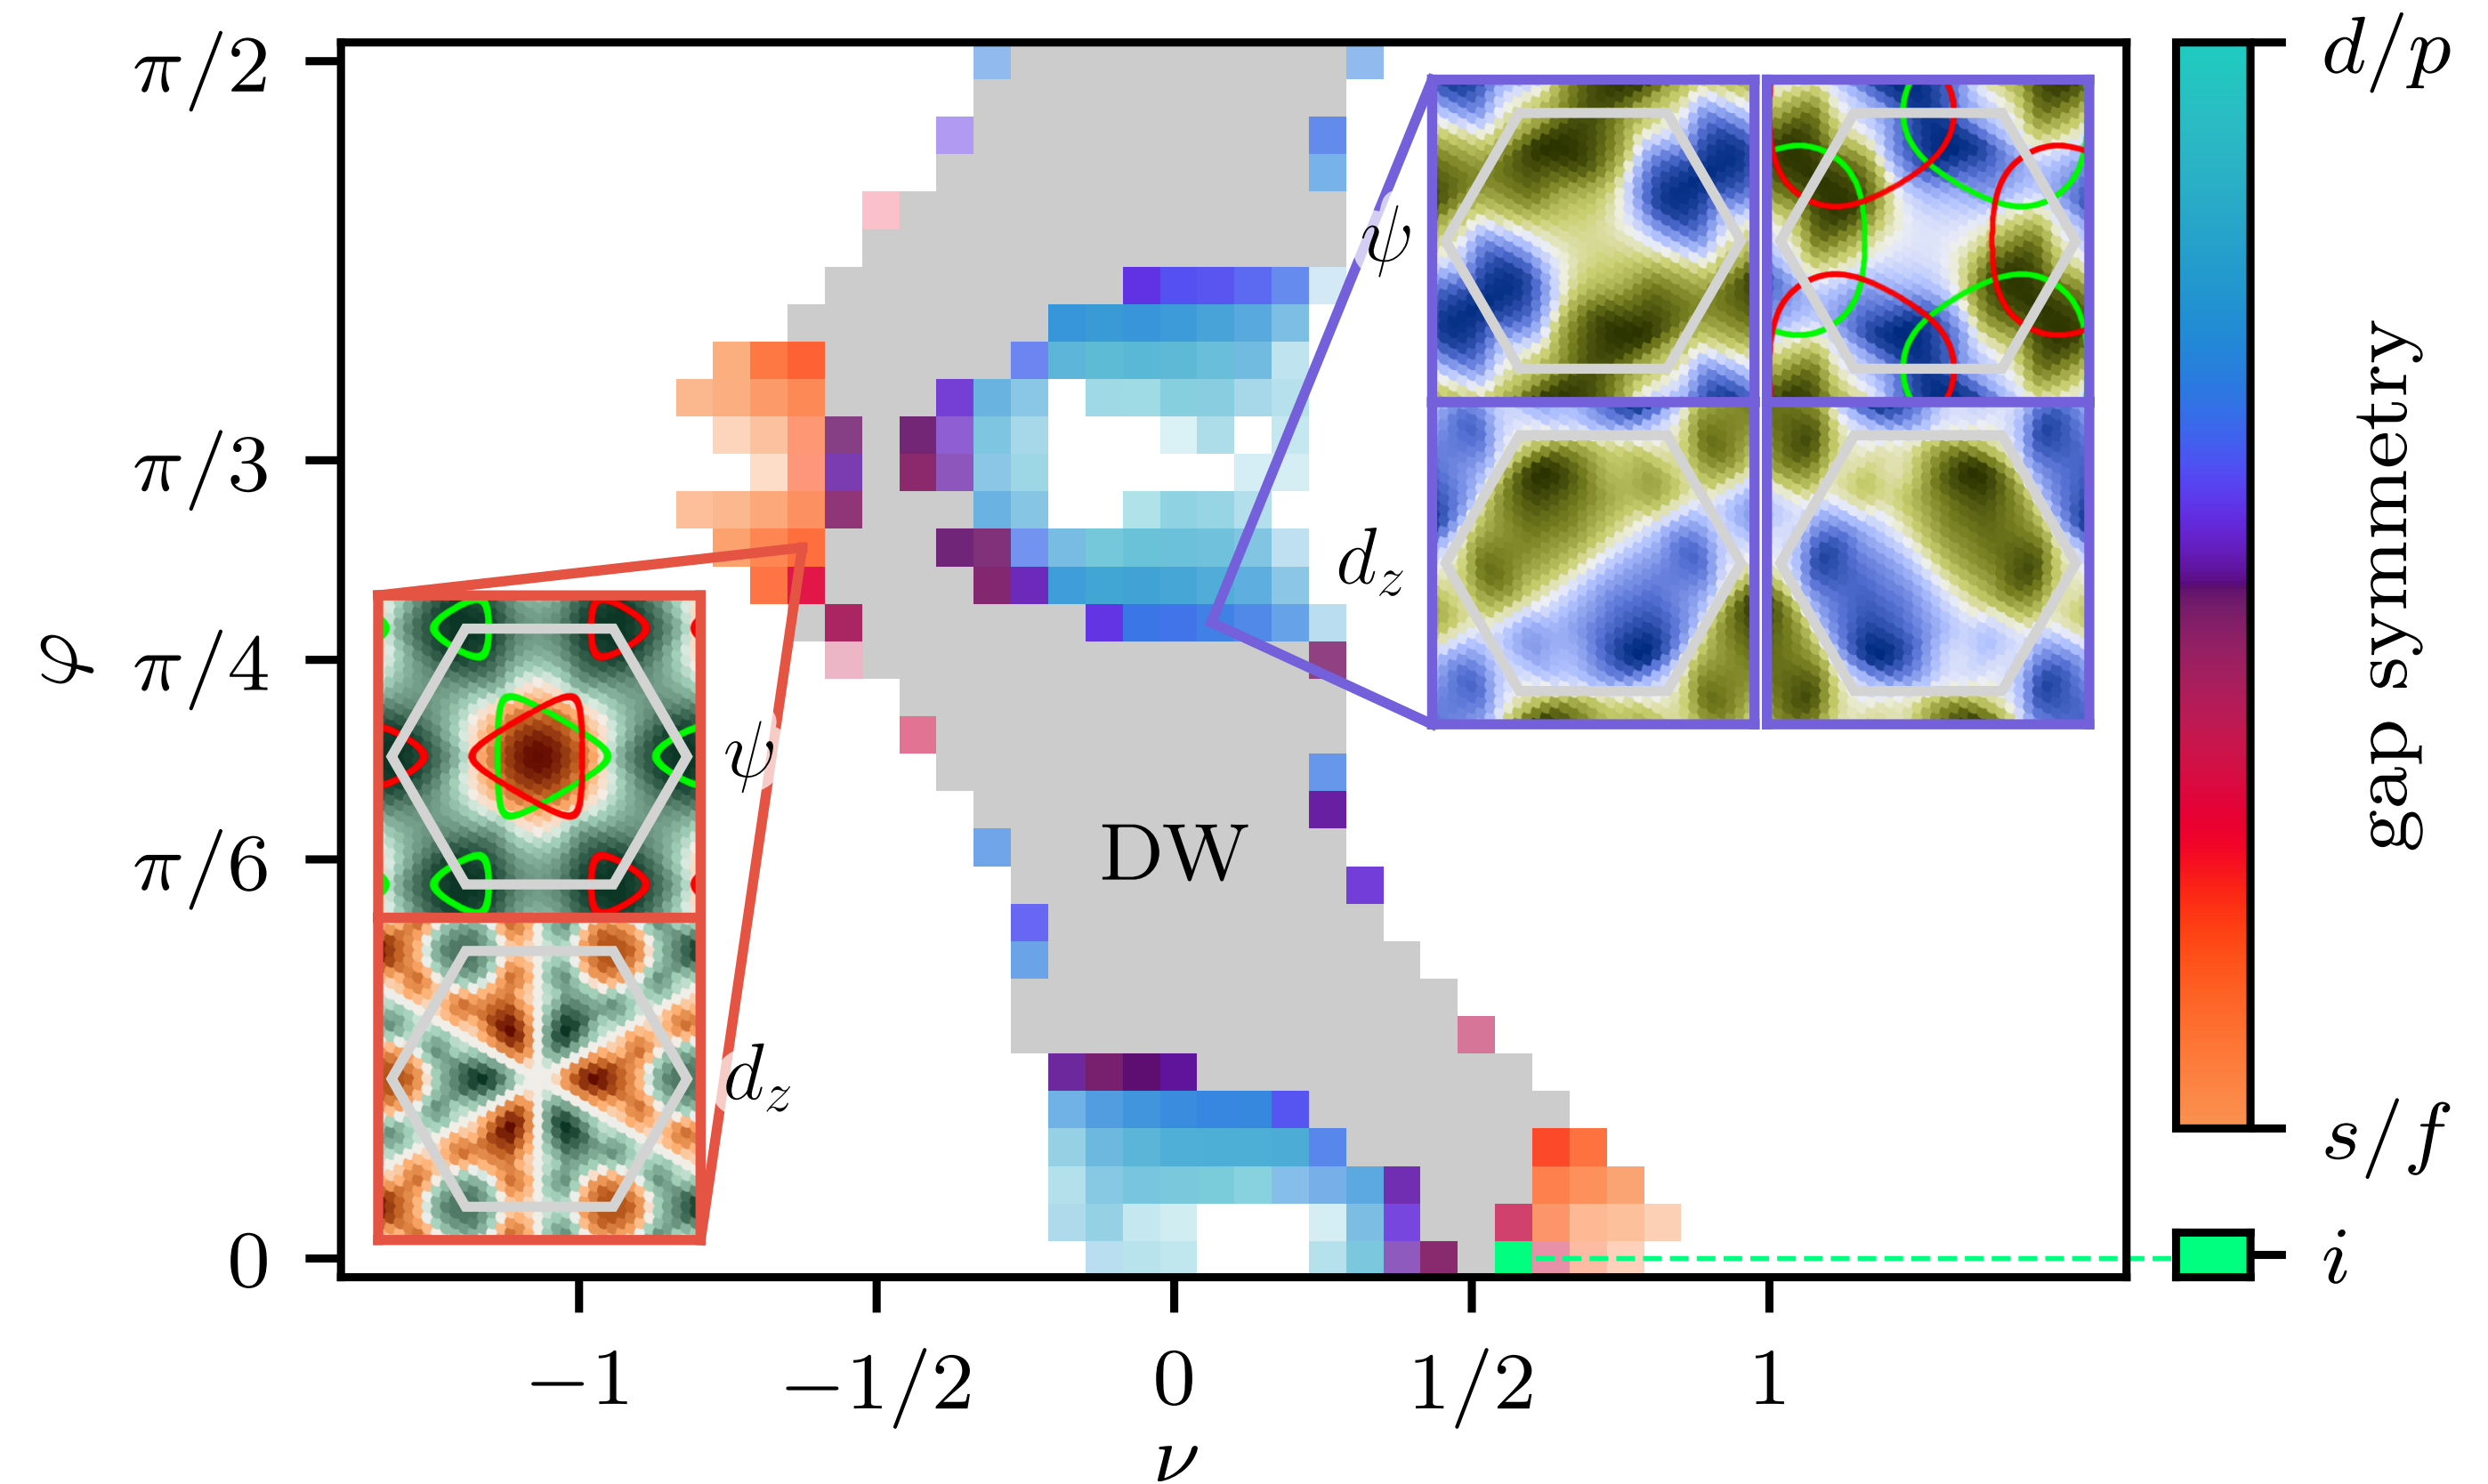 π/2
π/3
φ π/4
π/6
0
−1 −1/2 0 1/2 1
ν
ψ
d_z
ψ
d_z
DW
d/p
gap symmetry
s/f
i